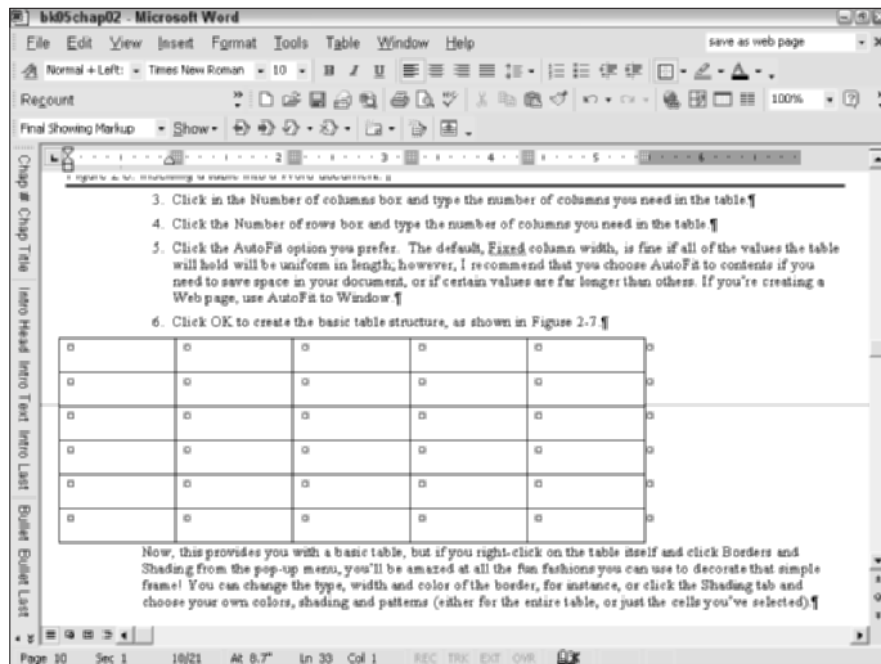 bk05chap02 - Microsoft Word
File Edit View Insert Format Tools Table Window Help
save as web page
Normal + Left: Times New Roman 10 B I U
Recount 100%
Final Showing Markup Show
2 3 4 5 6
Figure 2-6: Inserting a table into a Word document.¶
3. Click in the Number of columns box and type the number of columns you need in the table.¶
4. Click the Number of rows box and type the number of columns you need in the table.¶
5. Click the AutoFit option you prefer. The default, Fixed column width, is fine if all of the values the table
will hold will be uniform in length; however, I recommend that you choose AutoFit to contents if you
need to save space in your document, or if certain values are far longer than others. If you're creating a
Web page, use AutoFit to Window.¶
6. Click OK to create the basic table structure, as shown in Figure 2-7.¶
Now, this provides you with a basic table, but if you right-click on the table itself and click Borders and
Shading from the pop-up menu, you'll be amazed at all the fun fashions you can use to decorate that simple
frame! You can change the type, width and color of the border, for instance, or click the Shading tab and
choose your own colors, shading and patterns (either for the entire table, or just the cells you've selected).¶
Chap # Chap Title Intro Head Intro Text Intro Last Bullet Bullet Last
Page 10 Sec 1 10/21 At 8.7" Ln 33 Col 1 REC TRK EXT OVR